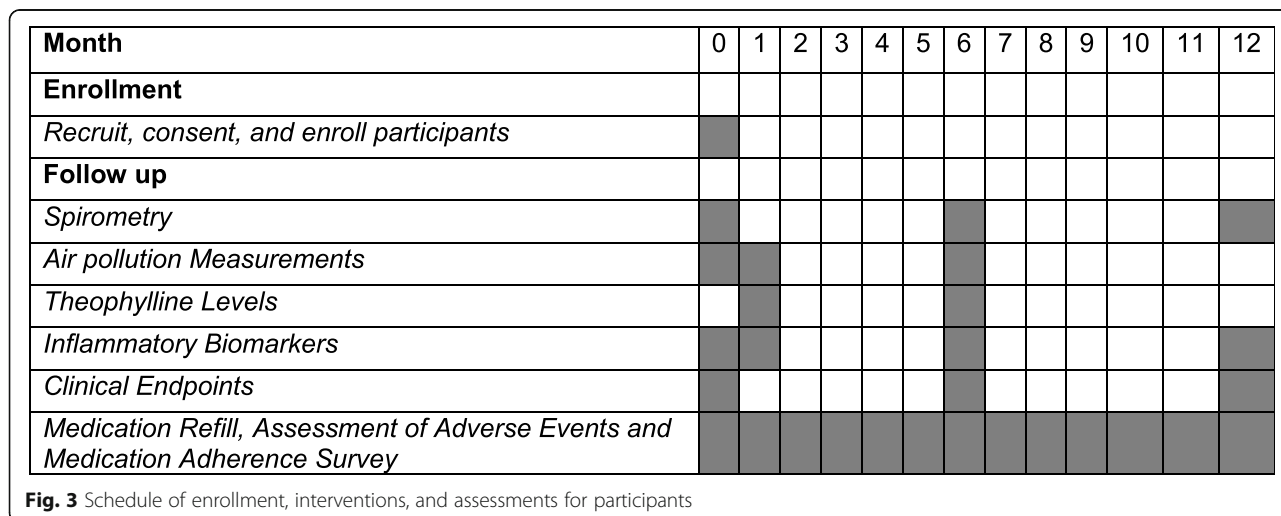 Month 0 1 2 3 4 5 6 7 8 9 10 11 12
Enrollment
Recruit, consent, and enroll participants
Follow up
Spirometry
Air pollution Measurements
Theophylline Levels
Inflammatory Biomarkers
Clinical Endpoints
Medication Refill, Assessment of Adverse Events and
Medication Adherence Survey
Fig. 3 Schedule of enrollment, interventions, and assessments for participants